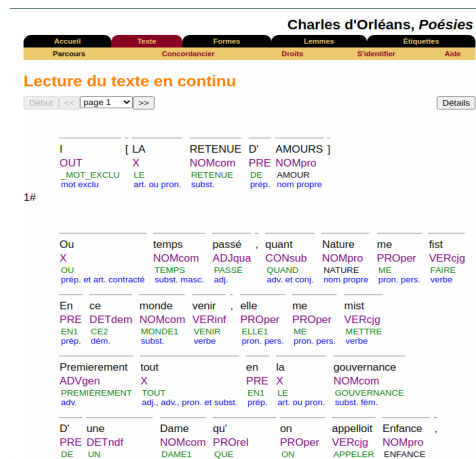 Charles d'Orléans, Poésies
Accueil Texte Formes Lemmes Étiquettes
Parcours Concordancier Droits S'identifier Aide
Lecture du texte en continu
Début << page 1 >> Détails
I [ LA RETENUE D' AMOURS ]
OUT X NOMcom PRE NOMpro
_MOT_EXCLU LE RETENUE DE AMOUR
mot exclu art. ou pron. subst. prép. nom propre
1#
Ou temps passé , quant Nature me fist
X NOMcom ADJqua CONsub NOMpro PROper VERcjg
OU TEMPS PASSÉ QUAND NATURE ME FAIRE
prép. et art. contracté subst. masc. adj. adv. et conj. nom propre pron. pers. verbe
En ce monde venir , elle me mist
PRE DETdem NOMcom VERinf PROper PROper VERcjg
EN1 CE2 MONDE1 VENIR ELLE1 ME METTRE
prép. dém. subst. verbe pron. pers. pron. pers. verbe
Premierement tout en la gouvernance
ADVgen X PRE X NOMcom
PREMIÈREMENT TOUT EN1 LE GOUVERNANCE
adv. adj., adv., pron. et subst. prép. art. ou pron. subst. fém.
D' une Dame qu' on appelloit Enfance ,
PRE DETndf NOMcom PROrel PROper VERcjg NOMpro
DE UN DAME1 QUE ON APPELER ENFANCE